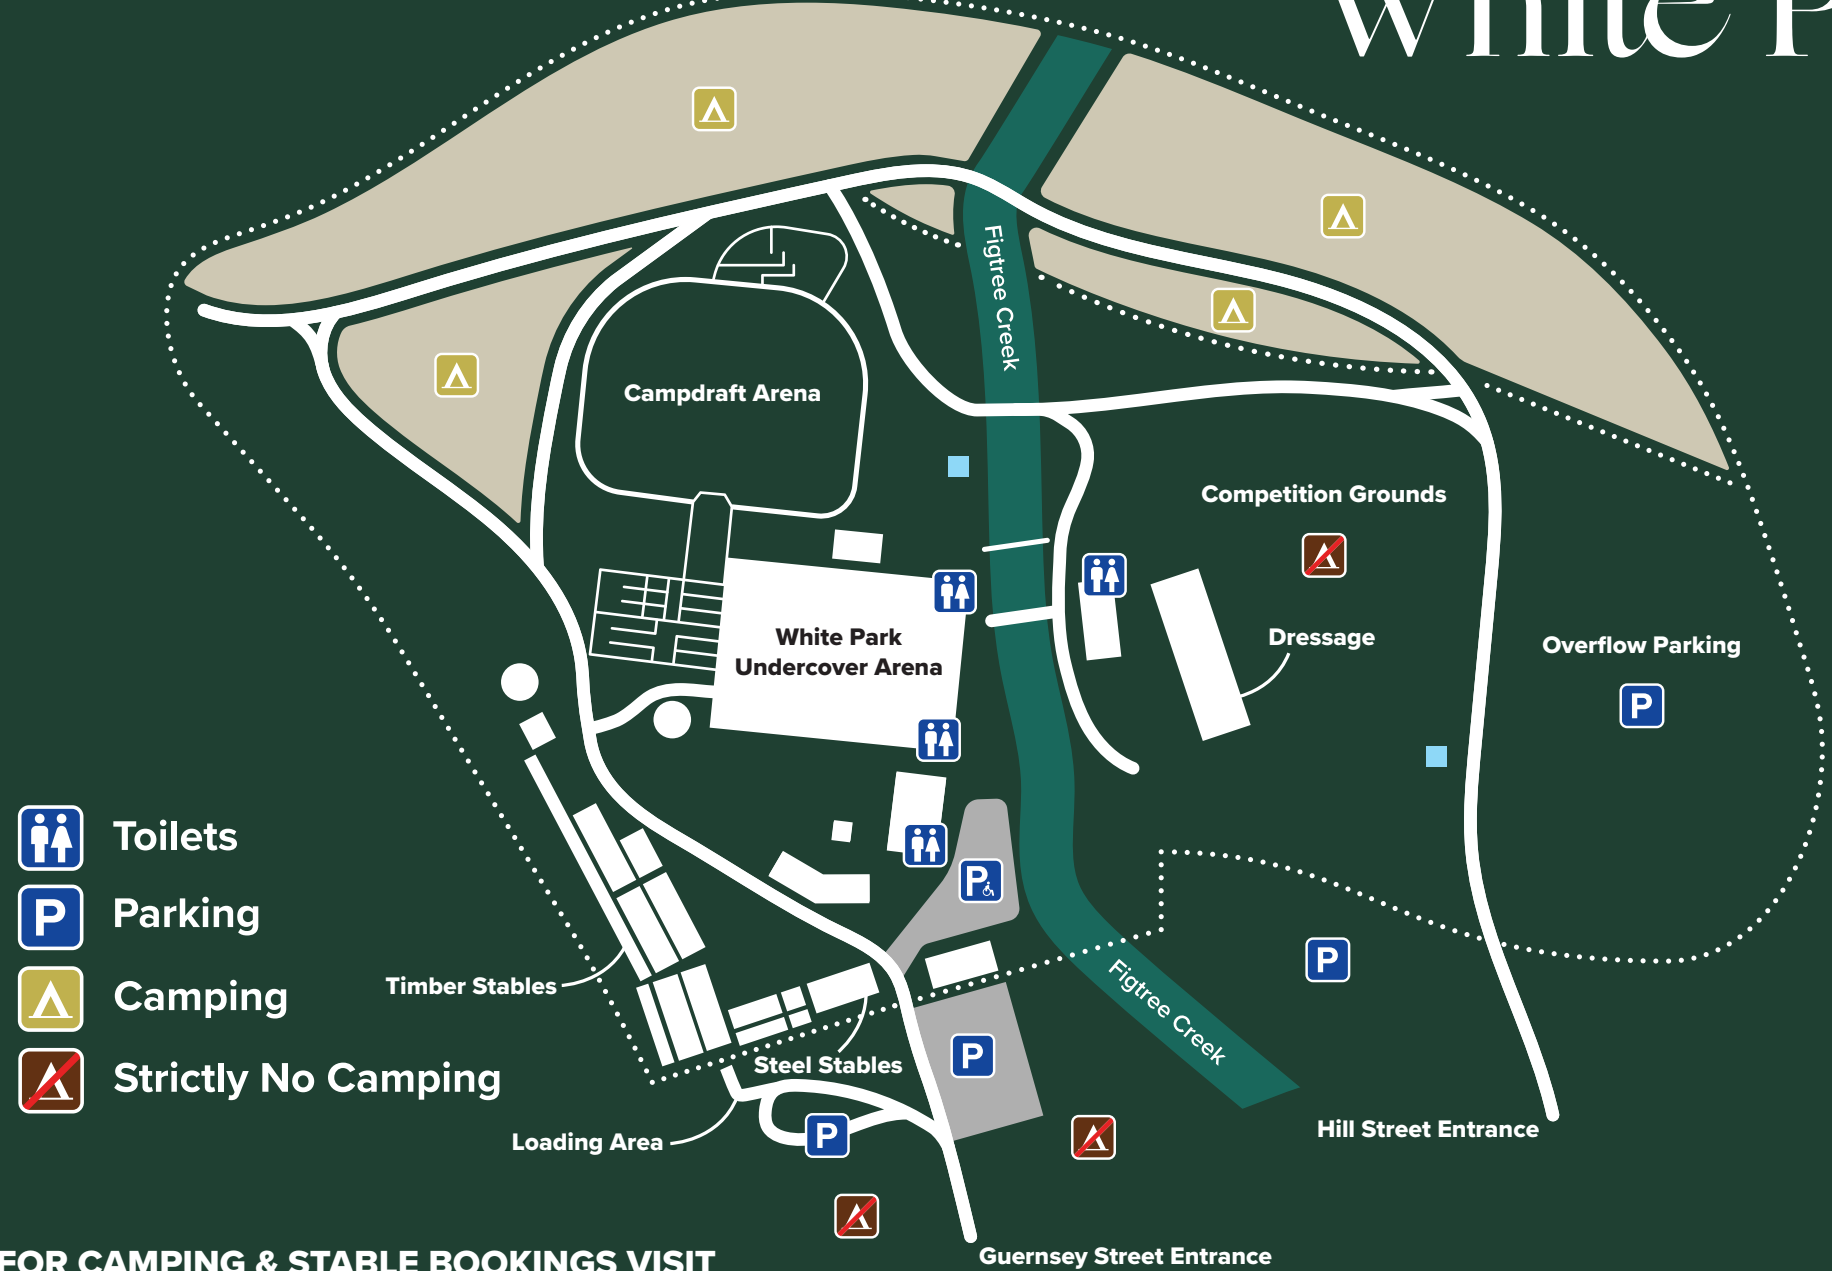 White P
Figtree Creek
Campdraft Arena
Competition Grounds
White Park
Undercover Arena
Dressage
Overflow Parking
P
Toilets
P
P
Parking
P
Timber Stables
Figtree Creek
Camping
Steel Stables
P
Strictly No Camping
Loading Area
P
Hill Street Entrance
Guernsey Street Entrance
FOR CAMPING & STABLE BOOKINGS VISIT